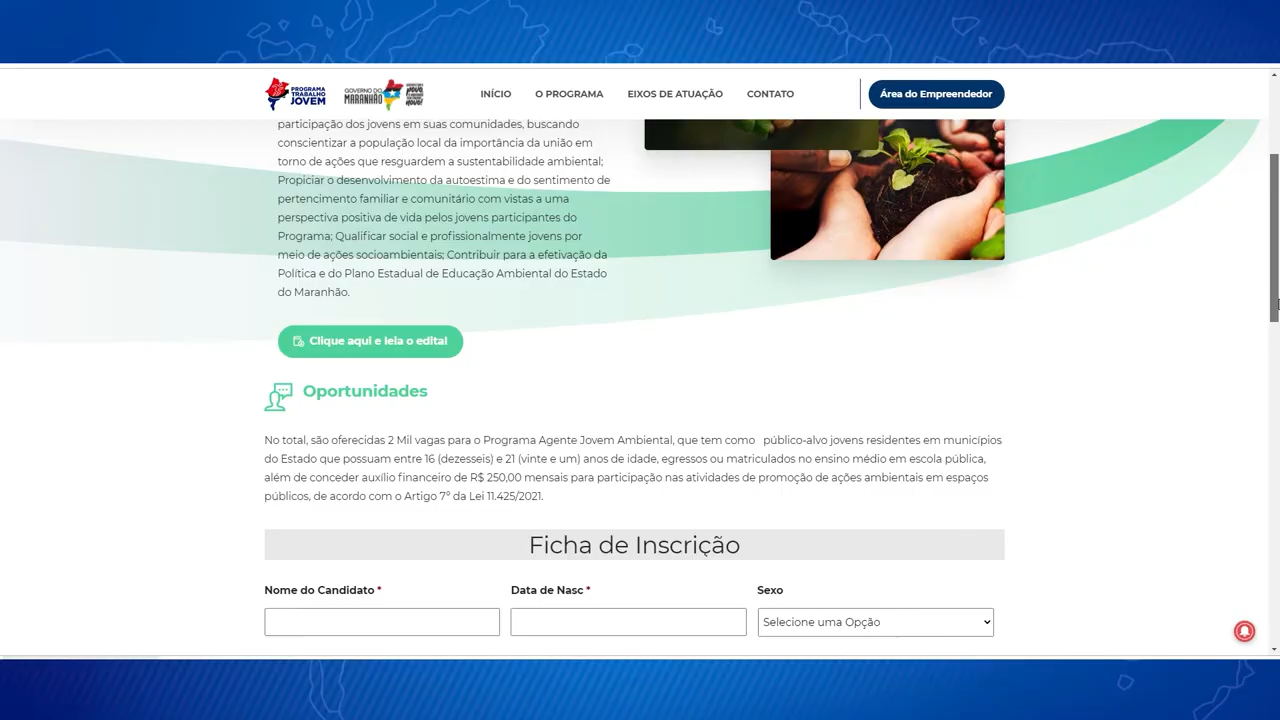 PROGRAMA
TRABALHO
JOVEM
GOVERNO DO
MARANHÃO
INÍCIO
O PROGRAMA
EIXOS DE ATUAÇÃO
CONTATO
Área do Empreendedor
participação dos jovens em suas comunidades, buscando
conscientizar a população local da importância da união em
torno de ações que resguardem a sustentabilidade ambiental;
Propiciar o desenvolvimento da autoestima e do sentimento de
pertencimento familiar e comunitário com vistas a uma
perspectiva positiva de vida pelos jovens participantes do
Programa; Qualificar social e profissionalmente jovens por
meio de ações socioambientais; Contribuir para a efetivação da
Política e do Plano Estadual de Educação Ambiental do Estado
do Maranhão.
Clique aqui e leia o edital
Oportunidades
No total, são oferecidas 2 Mil vagas para o Programa Agente Jovem Ambiental, que tem como público-alvo jovens residentes em municípios
do Estado que possuam entre 16 (dezesseis) e 21 (vinte e um) anos de idade, egressos ou matriculados no ensino médio em escola pública,
além de conceder auxílio financeiro de R$ 250,00 mensais para participação nas atividades de promoção de ações ambientais em espaços
públicos, de acordo com o Artigo 7° da Lei 11.425/2021.
Ficha de Inscrição
Nome do Candidato *
Data de Nasc *
Sexo
Selecione uma Opção